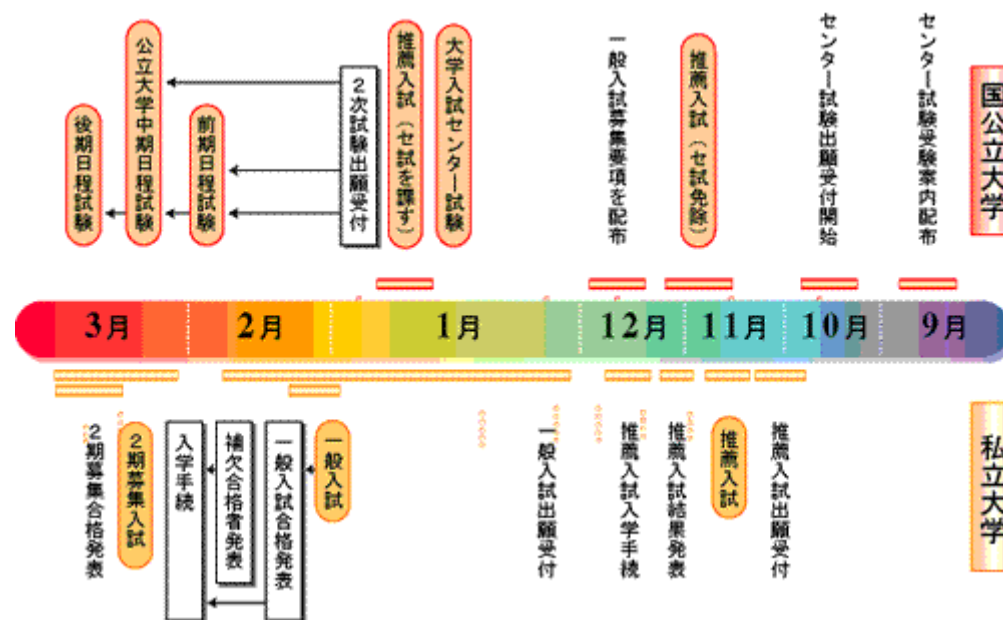 国公立大学
センター試験受験案内配布
センター試験出願受付開始
推薦入試（セ試免除）
一般入試募集要項を配布
大学入試センター試験
推薦入試（セ試を課す）
2次試験出願受付
前期日程試験
公立大学中期日程試験
後期日程試験
9月
10月
11月
12月
1月
2月
3月
私立大学
推薦入試出願受付
推薦入試
推薦入試結果発表
推薦入試入学手続
一般入試出願受付
一般入試
一般入試合格発表
補欠合格者発表
入学手続
2期募集入試
2期募集合格発表